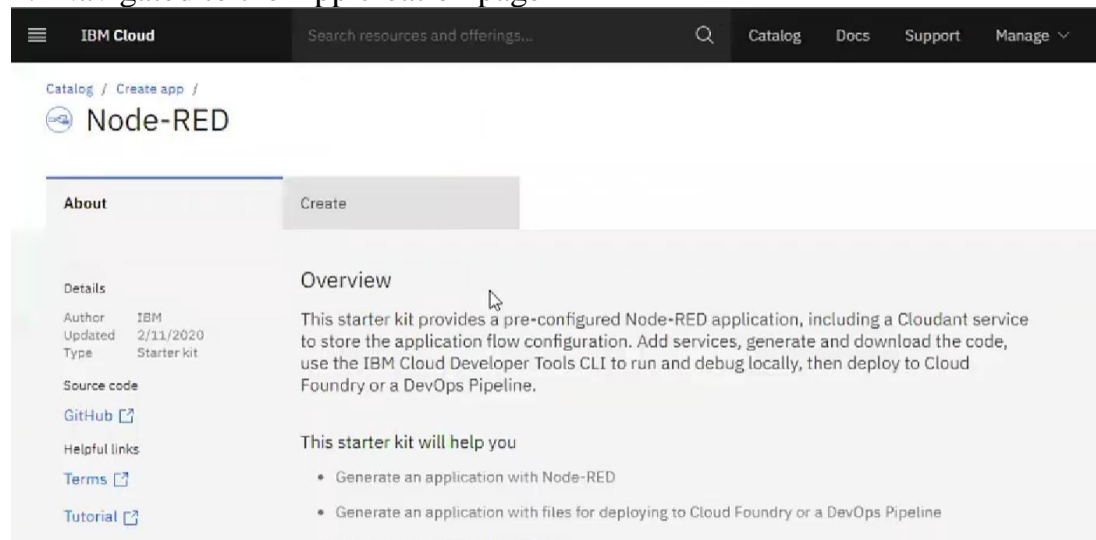 IBM Cloud
Search resources and offerings...
Catalog
Docs
Support
Manage
Catalog / Create app /
Node-RED
About
Create
Details
Author IBM
Updated 2/11/2020
Type Starter kit
Source code
GitHub
Helpful links
Terms
Tutorial
Overview
This starter kit provides a pre-configured Node-RED application, including a Cloudant service
to store the application flow configuration. Add services, generate and download the code,
use the IBM Cloud Developer Tools CLI to run and debug locally, then deploy to Cloud
Foundry or a DevOps Pipeline.
This starter kit will help you
• Generate an application with Node-RED
• Generate an application with files for deploying to Cloud Foundry or a DevOps Pipeline